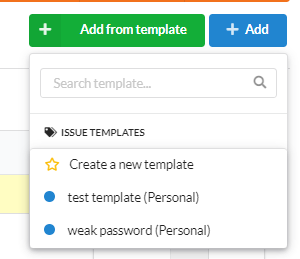 Add from template
Add
Search template...
ISSUE TEMPLATES
Create a new template
test template (Personal)
weak password (Personal)